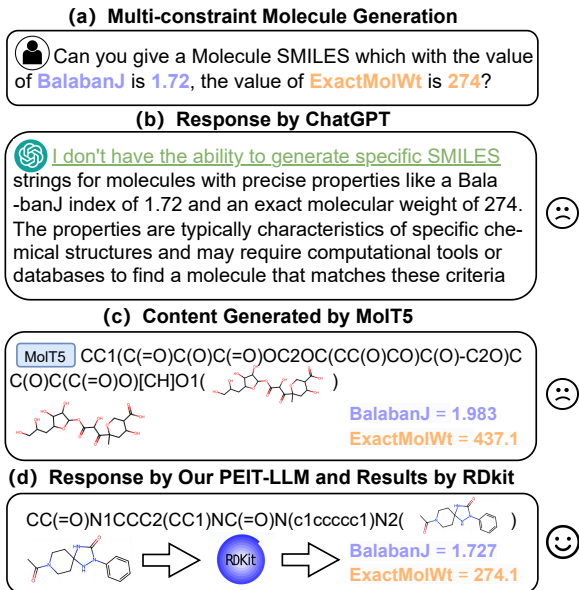 (a) Multi-constraint Molecule Generation
Can you give a Molecule SMILES which with the value
of BalabanJ is 1.72, the value of ExactMolWt is 274?
(b) Response by ChatGPT
I don't have the ability to generate specific SMILES
strings for molecules with precise properties like a Bala
-banJ index of 1.72 and an exact molecular weight of 274.
The properties are typically characteristics of specific che-
mical structures and may require computational tools or
databases to find a molecule that matches these criteria
(c) Content Generated by MolT5
MolT5 CC1(C(=O)C(O)C(=O)OC2OC(CC(O)CO)C(O)-C2O)C
C(O)C(C(=O)O)[CH]O1( )
BalabanJ = 1.983
ExactMolWt = 437.1
(d) Response by Our PEIT-LLM and Results by RDkit
CC(=O)N1CCC2(CC1)NC(=O)N(c1ccccc1)N2( )
RDKit
BalabanJ = 1.727
ExactMolWt = 274.1